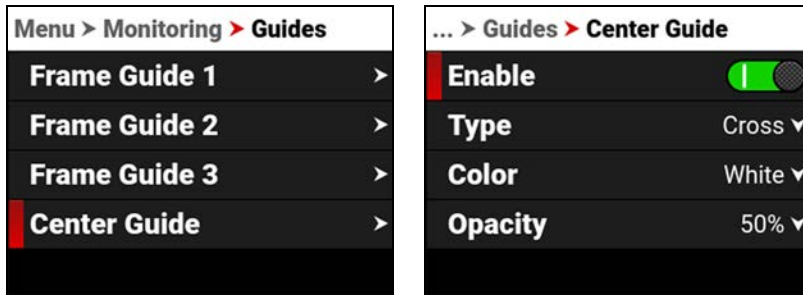 Menu > Monitoring > Guides
Frame Guide 1 >
Frame Guide 2 >
Frame Guide 3 >
Center Guide >
... > Guides > Center Guide
Enable
Type Cross
Color White
Opacity 50%